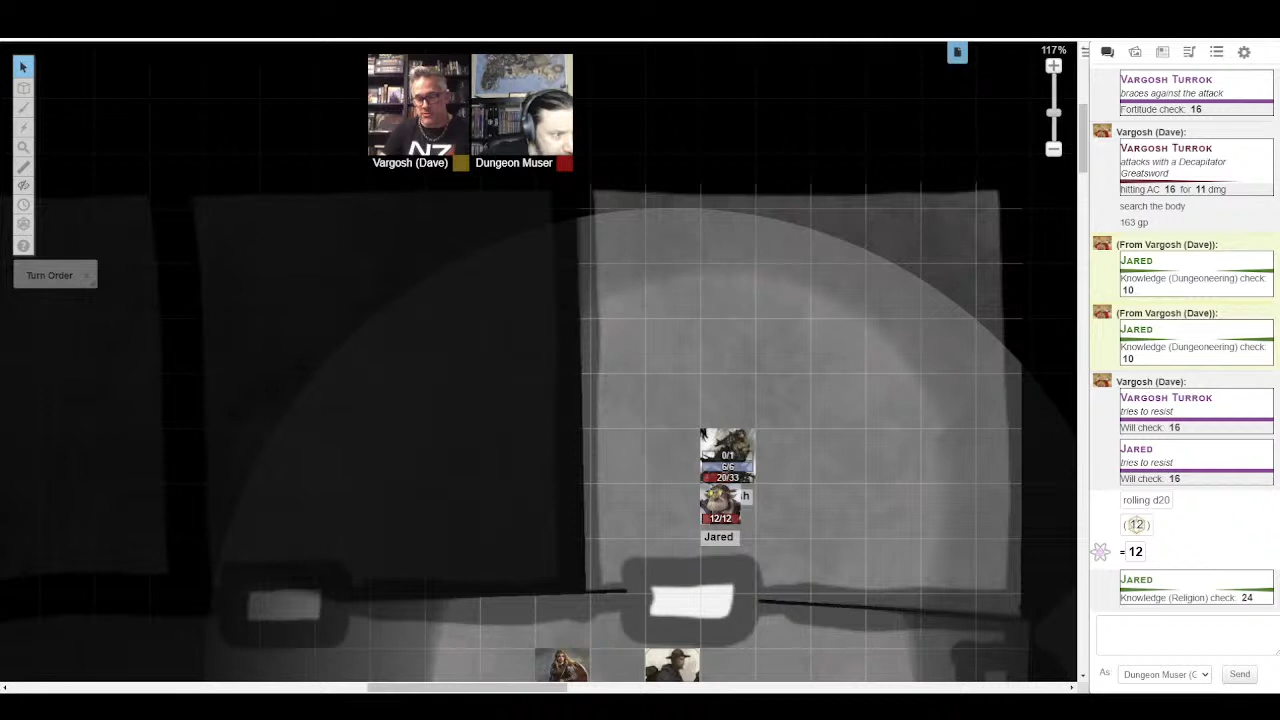 117%
N7
Vargosh (Dave)
Dungeon Muser
Turn Order
0/1
6/6
20/33
12/12
Jared
VARGOSH TURROK
braces against the attack
Fortitude check: 16
Vargosh (Dave):
VARGOSH TURROK
attacks with a Decapitator
Greatsword
hitting AC 16 for 11 dmg
search the body
163 gp
(From Vargosh (Dave)):
JARED
Knowledge (Dungeoneering) check:
10
(From Vargosh (Dave)):
JARED
Knowledge (Dungeoneering) check:
10
Vargosh (Dave):
VARGOSH TURROK
tries to resist
Will check: 16
JARED
tries to resist
Will check: 16
rolling d20
(12)
=12
JARED
Knowledge (Religion) check: 24
As:
Dungeon Muser (G
Send